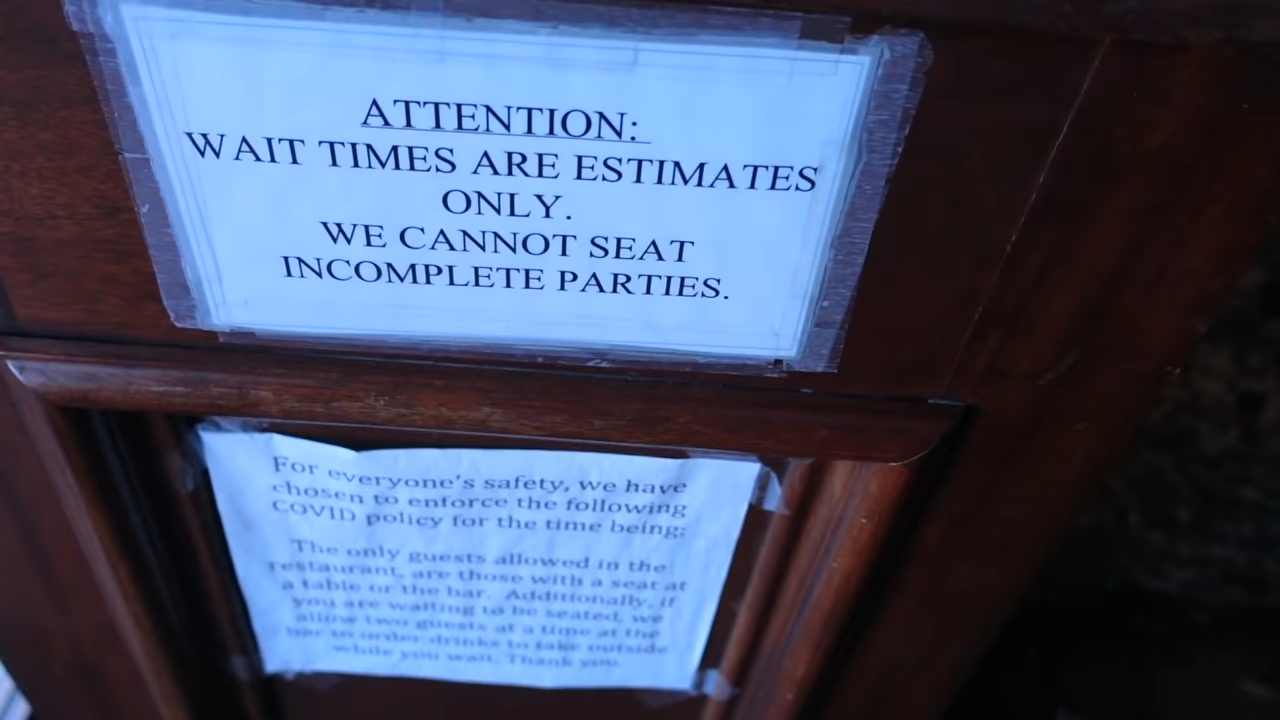 ATTENTION:
WAIT TIMES ARE ESTIMATES
ONLY.
WE CANNOT SEAT
INCOMPLETE PARTIES.
For everyone's safety, we have
chosen to enforce the following
COVID policy for the time being:
The only guests allowed in the
restaurant, are those with a seat at
a table or the bar. Additionally, if
you are waiting to be seated, we
allow two guests at a time at the
bar to order drinks to take outside
while you wait. Thank you